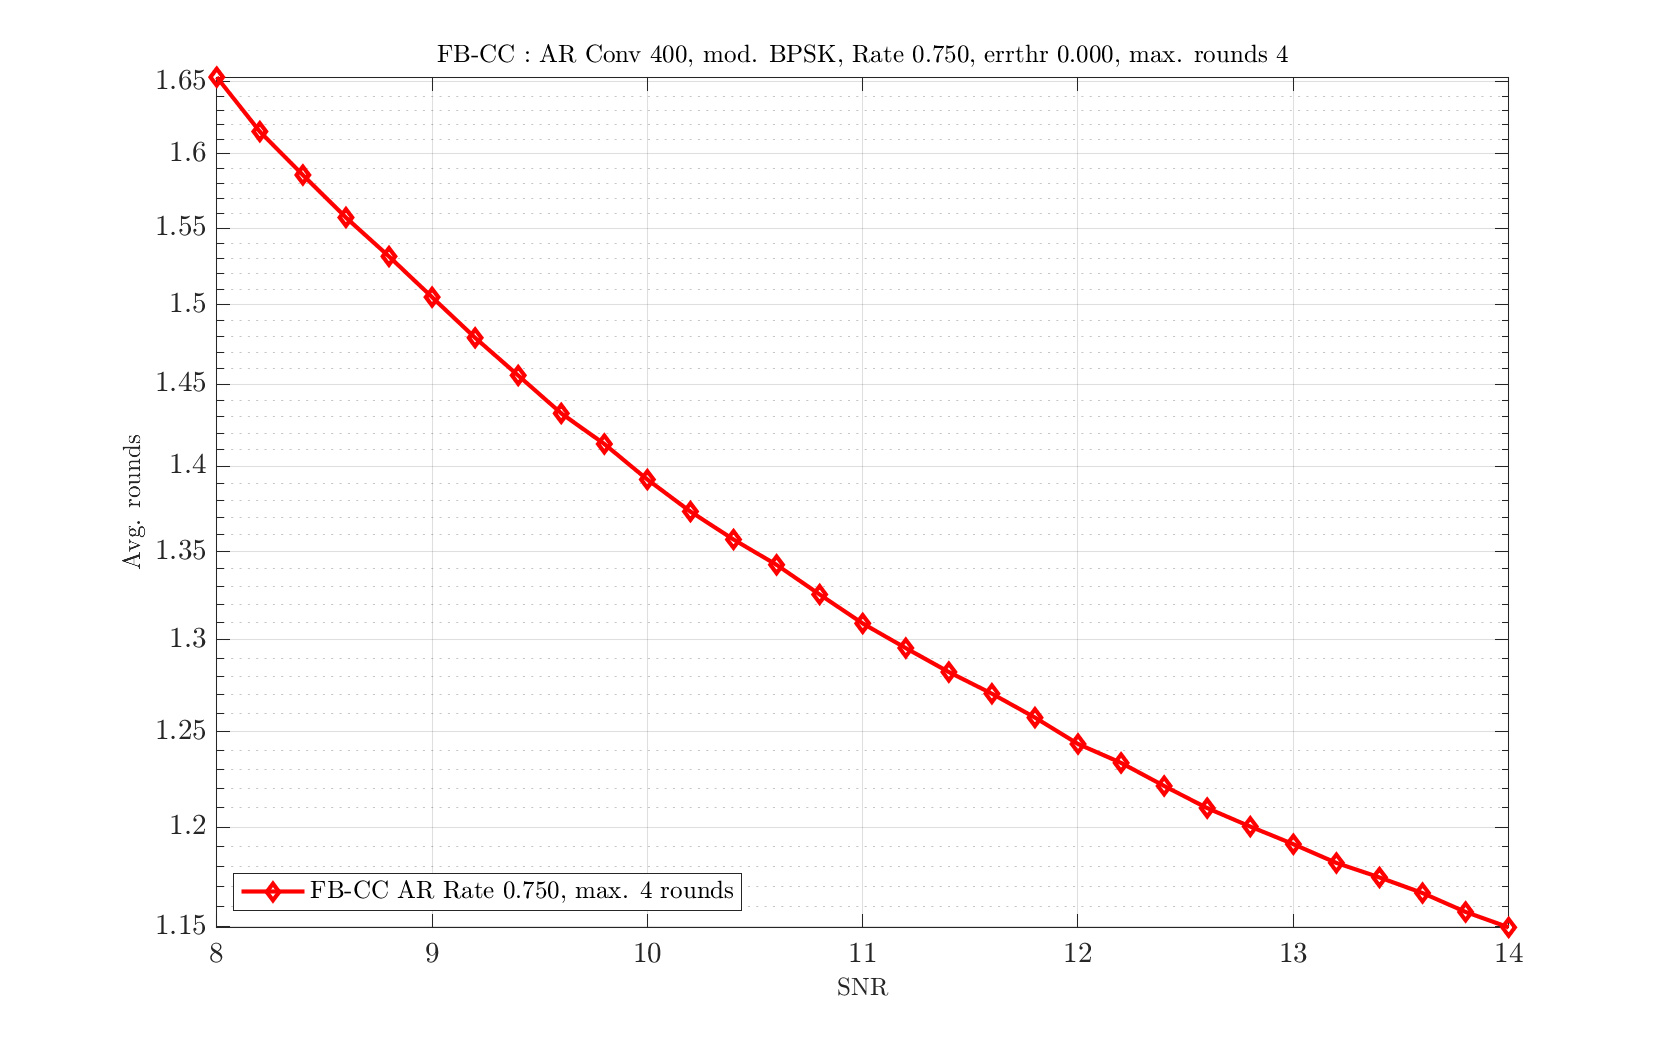 FB-CC : AR Conv 400, mod. BPSK, Rate 0.750, errthr 0.000, max. rounds 4
1.65
1.6
1.55
1.5
1.45
1.4
1.35
1.3
1.25
1.2
1.15
Avg. rounds
FB-CC AR Rate 0.750, max. 4 rounds
8 9 10 11 12 13 14
SNR